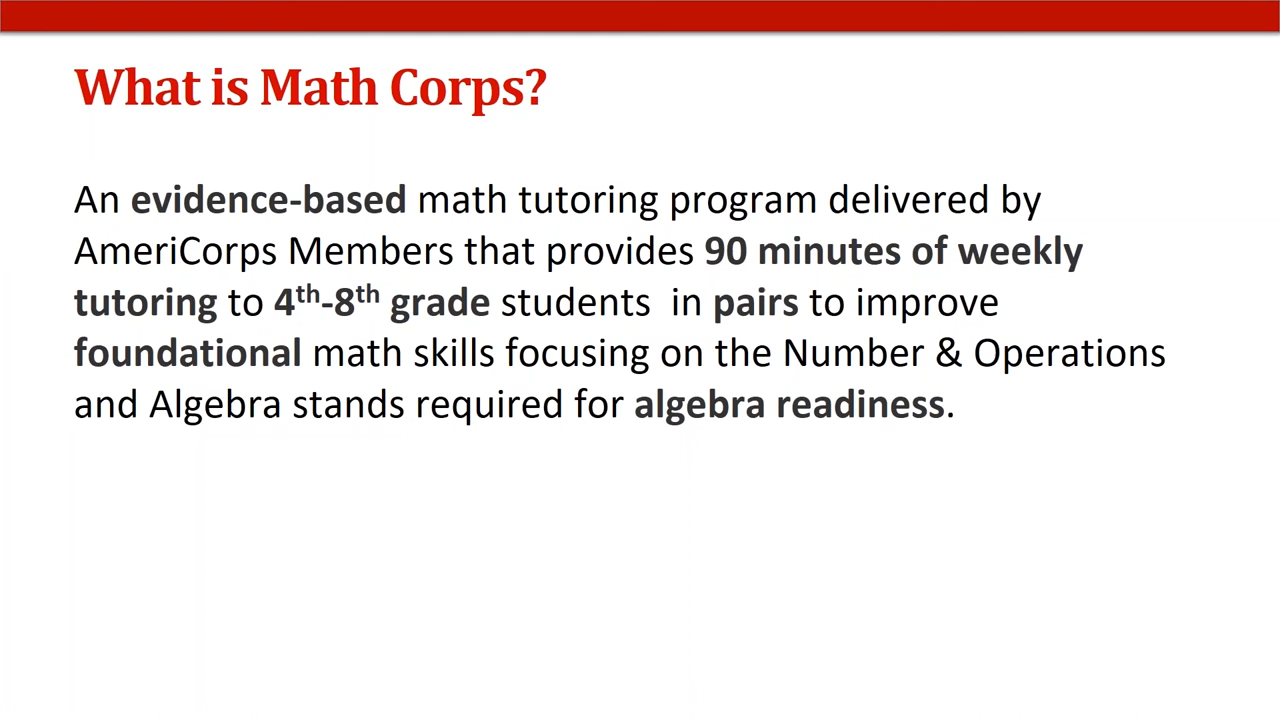 What is Math Corps?
An evidence-based math tutoring program delivered by
AmeriCorps Members that provides 90 minutes of weekly
tutoring to 4th-8th grade students  in pairs to improve
foundational math skills focusing on the Number & Operations
and Algebra stands required for algebra readiness.